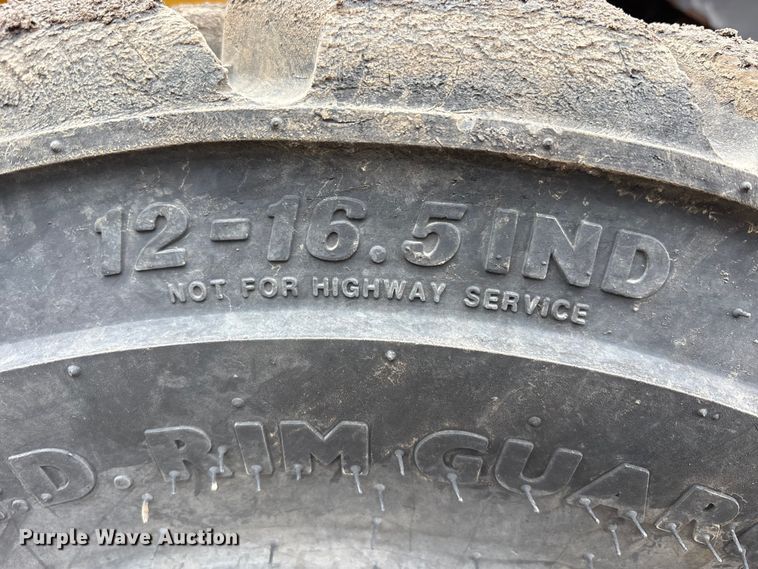 12-16.5 IND
NOT FOR HIGHWAY SERVICE
.D. RIM GUAR
Purple Wave Auction